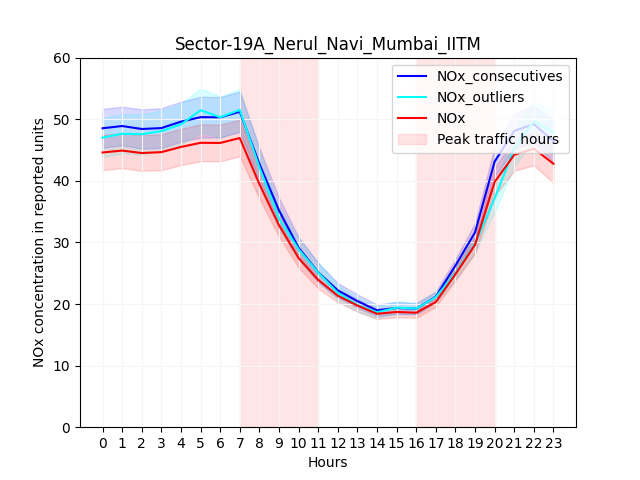 Sector-19A_Nerul_Navi_Mumbai_IITM
NOx_consecutives
NOx_outliers
NOx
Peak traffic hours
NOx concentration in reported units
60
50
40
30
20
10
0
0 1 2 3 4 5 6 7 8 9 10 11 12 13 14 15 16 17 18 19 20 21 22 23
Hours